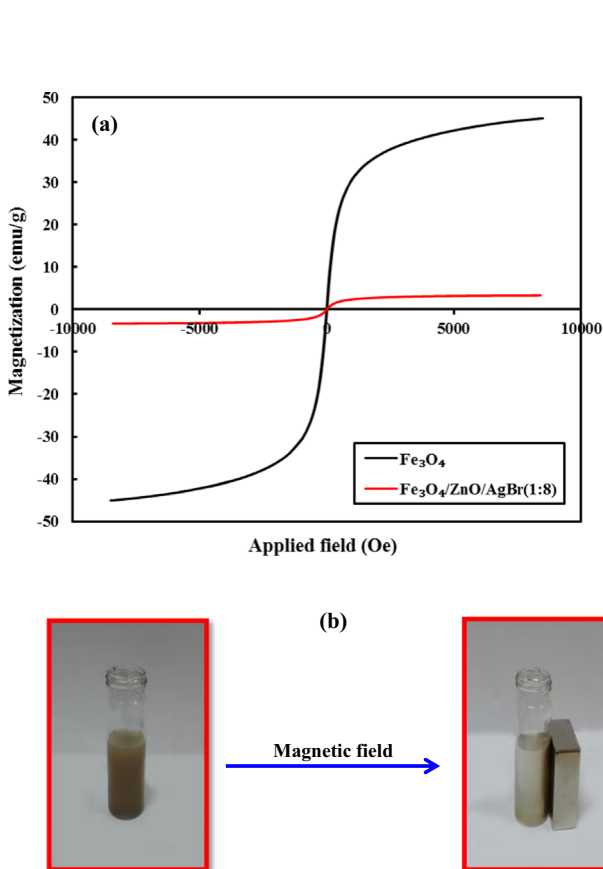 (a)
50
40
30
20
10
0
-10
-20
-30
-40
-50
-10000 -5000 0 5000 10000
Magnetization (emu/g)
Applied field (Oe)
Fe₃O₄
Fe₃O₄/ZnO/AgBr(1:8)
(b)
Magnetic field